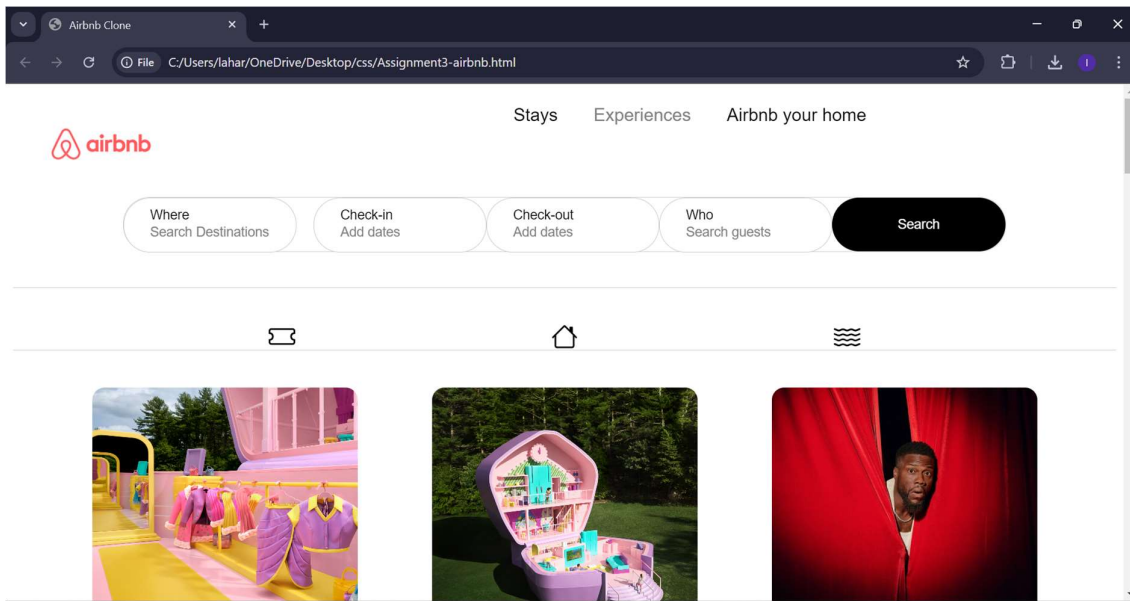 Airbnb Clone
File C:/Users/lahar/OneDrive/Desktop/css/Assignment3-airbnb.html
I
Stays Experiences Airbnb your home
airbnb
Where Check-in Check-out Who Search
Search Destinations Add dates Add dates Search guests